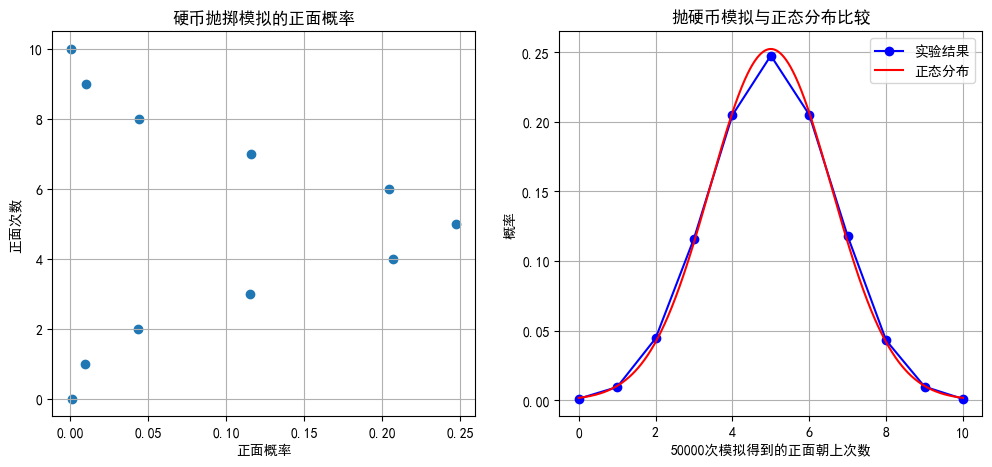 硬币抛掷模拟的正面概率
10
8
6
4
2
0
正面次数
0.00 0.05 0.10 0.15 0.20 0.25
正面概率
抛硬币模拟与正态分布比较
实验结果
正态分布
0.25
0.20
0.15
0.10
0.05
0.00
概率
0 2 4 6 8 10
50000次模拟得到的正面朝上次数